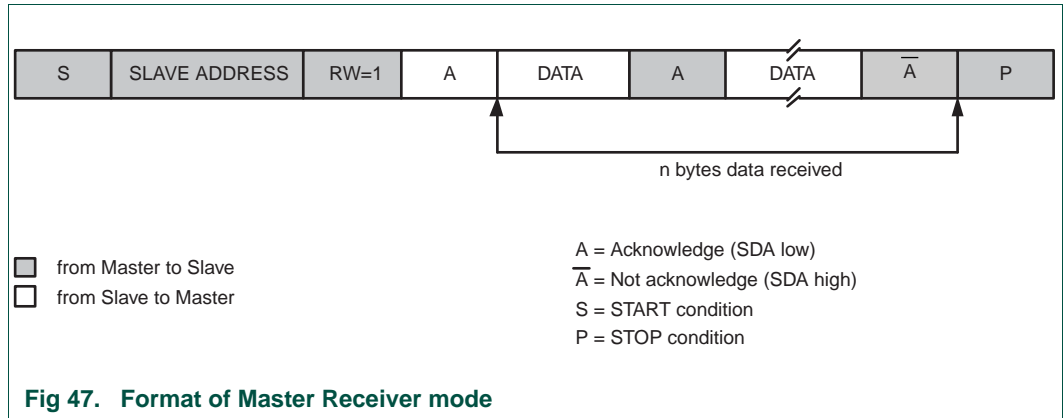 S SLAVE ADDRESS RW=1 A DATA A DATA A̅ P
n bytes data received
from Master to Slave
from Slave to Master
A = Acknowledge (SDA low)
A̅ = Not acknowledge (SDA high)
S = START condition
P = STOP condition
Fig 47. Format of Master Receiver mode